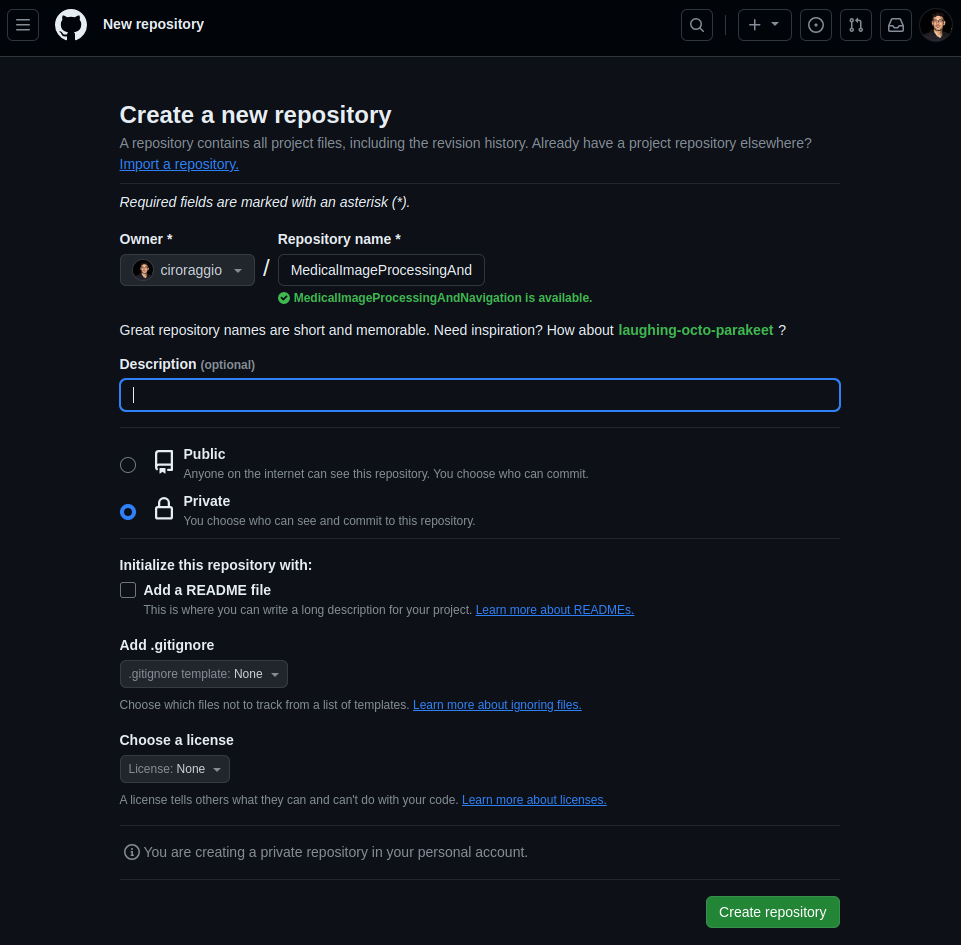 New repository
Create a new repository
A repository contains all project files, including the revision history. Already have a project repository elsewhere?
Import a repository.
Required fields are marked with an asterisk (*).
Owner * Repository name *
ciroraggio / MedicalImageProcessingAnd
MedicalImageProcessingAndNavigation is available.
Great repository names are short and memorable. Need inspiration? How about laughing-octo-parakeet ?
Description (optional)
Public
Anyone on the internet can see this repository. You choose who can commit.
Private
You choose who can see and commit to this repository.
Initialize this repository with:
Add a README file
This is where you can write a long description for your project. Learn more about READMEs.
Add .gitignore
.gitignore template: None
Choose which files not to track from a list of templates. Learn more about ignoring files.
Choose a license
License: None
A license tells others what they can and can't do with your code. Learn more about licenses.
You are creating a private repository in your personal account.
Create repository